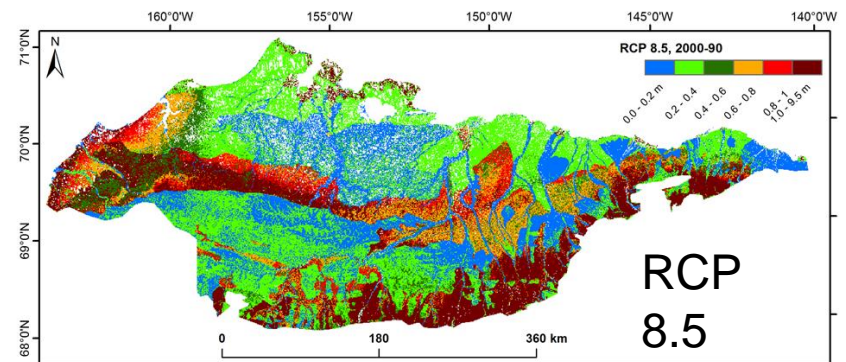 160°0'W 155°0'W 150°0'W 145°0'W 140°0'W
71°0'N
70°0'N
69°0'N
68°0'N
N
RCP 8.5, 2000-90
0.0 - 0.2 m
0.2 - 0.4
0.4 - 0.6
0.6 - 0.8
0.8 - 1
1.0 - 9.5 m
RCP
8.5
0 180 360 km